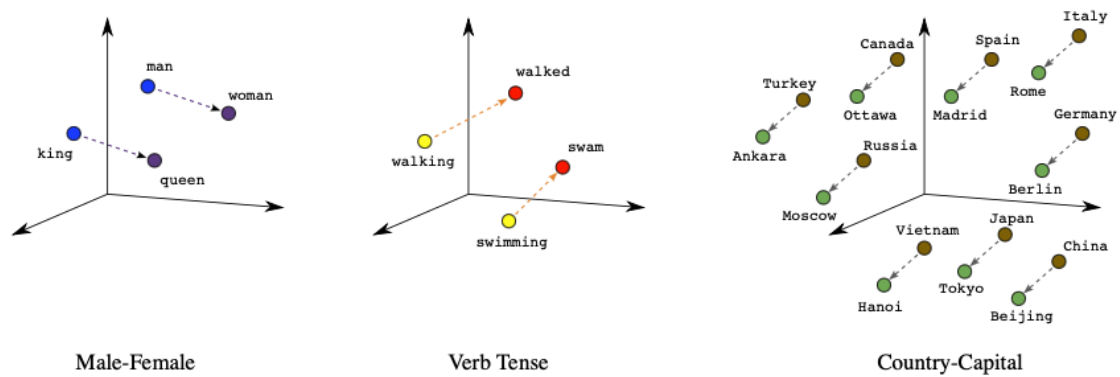 man
woman
king
queen
Male-Female
walked
walking
swam
swimming
Verb Tense
Italy
Canada
Spain
Rome
Turkey
Ottawa
Madrid
Germany
Ankara
Russia
Berlin
Moscow
Japan
Vietnam
China
Tokyo
Hanoi
Beijing
Country-Capital